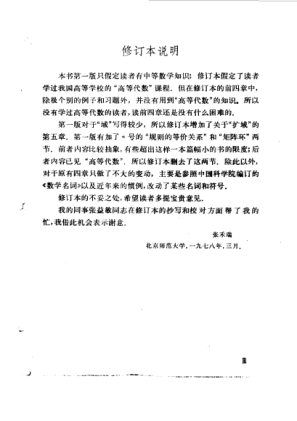 修订本说明
本书第一版只假定读者有中等数学知识；修订本假定了读者
学过我国高等学校的“高等代数”课程．但在修订本的前四章中，
除极个别的例子和习题外，并没有用到“高等代数”的知识．所以
没有学过高等代数的读者，读前四章还是没有什么困难的．
第一版对于“域”写得较少，所以修订本增加了关于“扩域”的
第五章．第一版有加了*号的“规则的等价关系”和“矩阵环”两
节．前者内容比较抽象，有些超出这样一本篇幅小的书的限度；后
者内容已见“高等代数”．所以修订本删去了这两节．除此以外，
对于原有四章只做了不大的变动，主要是参照中国科学院编订的
《数学名词》以及近年来的惯例，改动了某些名词和符号．
修订本的不妥之处，希望读者多提宝贵意见．
我的同事张益敏同志在修订本的抄写和校对方面帮了我的
忙，我借此机会表示谢意．
张禾瑞
北京师范大学，一九七八年，三月．